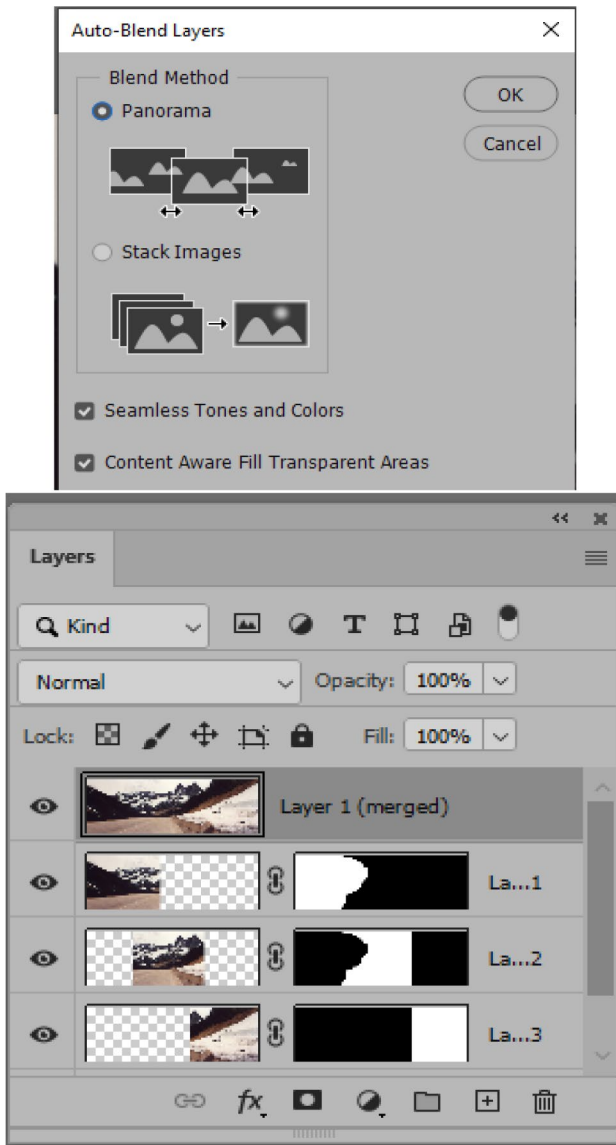 Auto-Blend Layers
Blend Method
Panorama
OK
Cancel
Stack Images
Seamless Tones and Colors
Content Aware Fill Transparent Areas
Layers
Kind
Normal Opacity: 100%
Lock: Fill: 100%
Layer 1 (merged)
La...1
La...2
La...3
fx